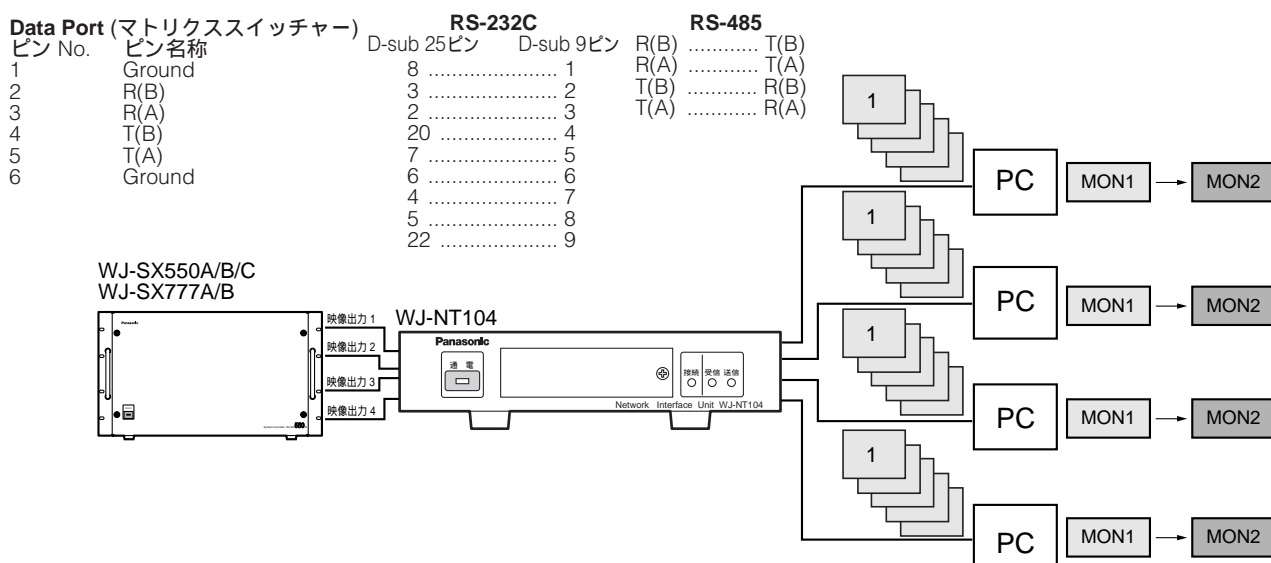 Data Port (マトリクススイッチャー)
ピン No. ピン名称
1 Ground
2 R(B)
3 R(A)
4 T(B)
5 T(A)
6 Ground
RS-232C
D-sub 25ピン D-sub 9ピン
8 ...................... 1
3 ...................... 2
2 ...................... 3
20 .................... 4
7 ...................... 5
6 ...................... 6
4 ...................... 7
5 ...................... 8
22 .................... 9
RS-485
R(B) ............ T(B)
R(A) ............ T(A)
T(B) ............ R(B)
T(A) ............ R(A)
WJ-SX550A/B/C
WJ-SX777A/B
Panasonic
550
映像出力 1
映像出力 2
映像出力 3
映像出力 4
WJ-NT104
Panasonic
通 電
接続 受信 送信
Network Interface Unit WJ-NT104
1
PC MON1 MON2
1
PC MON1 MON2
1
PC MON1 MON2
1
PC MON1 MON2